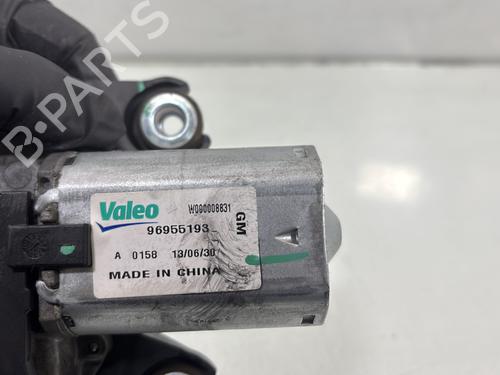 B-PARTS
Valeo W000008831
96955193
GM
A 0158 13/06/30
MADE IN CHINA